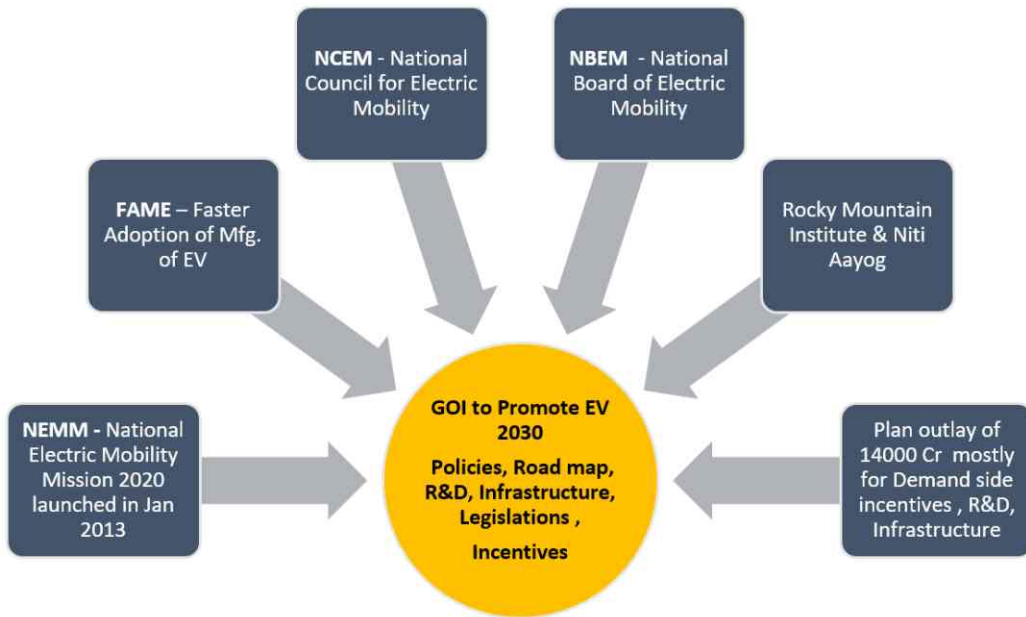 NCEM - National
Council for Electric
Mobility
NBEM - National
Board of Electric
Mobility
FAME – Faster
Adoption of Mfg.
of EV
Rocky Mountain
Institute & Niti
Aayog
NEMM - National
Electric Mobility
Mission 2020
launched in Jan
2013
GOI to Promote EV
2030
Policies, Road map,
R&D, Infrastructure,
Legislations ,
Incentives
Plan outlay of
14000 Cr mostly
for Demand side
incentives , R&D,
Infrastructure